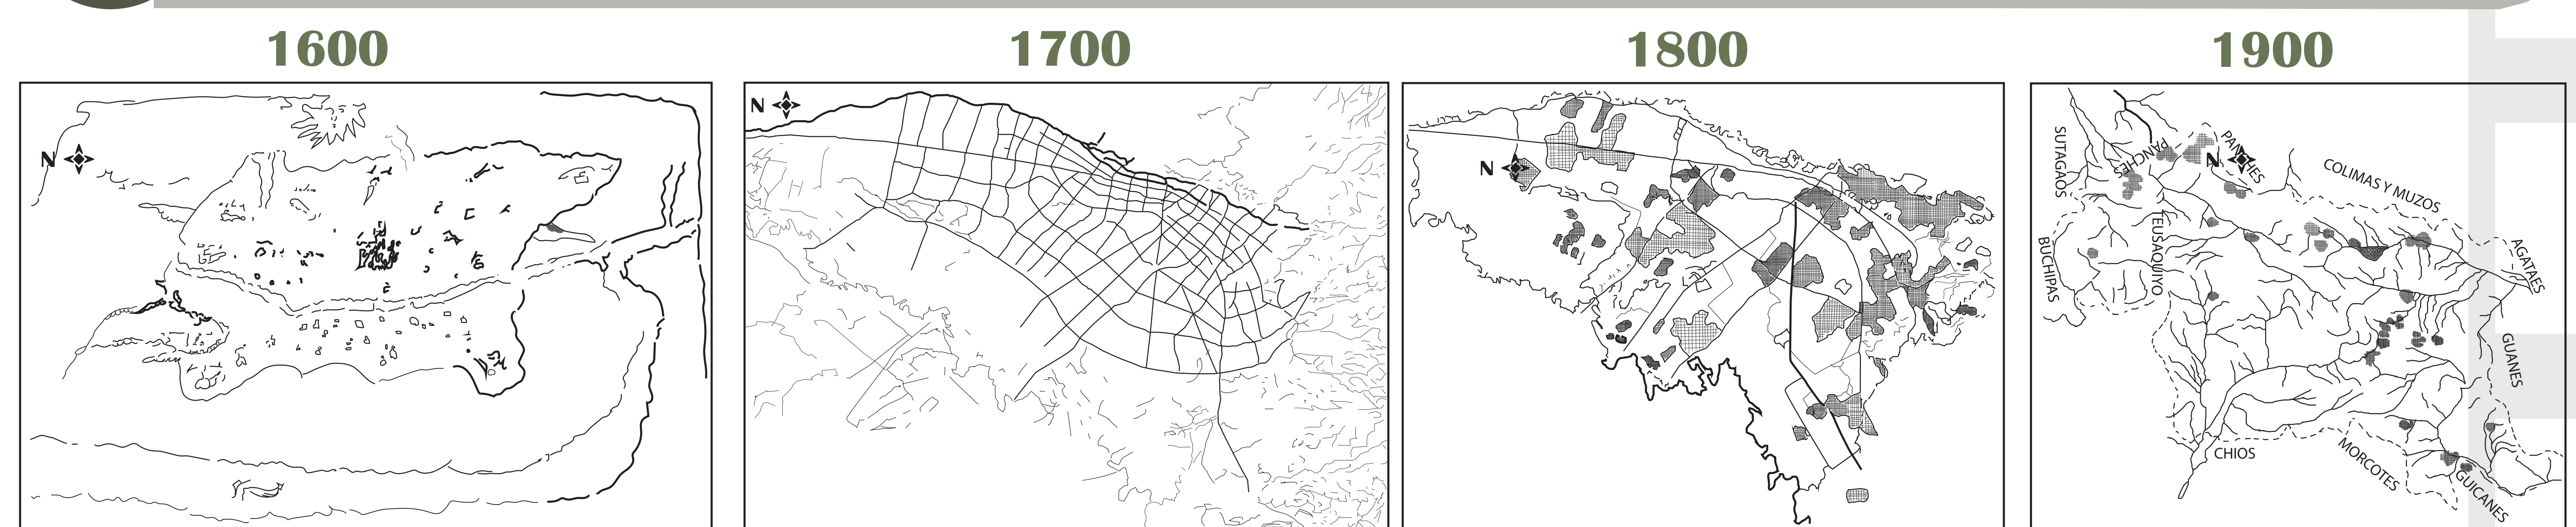 1600
1700
1800
1900
N
N
N
N
SUTAGAOS
PANCHES
PANCHES
COLIMAS Y MUZOS
BUCHIPAS
TEUSAQUIYO
AGATAES
GUANES
CHIOS
MORCOTES
GUICANES